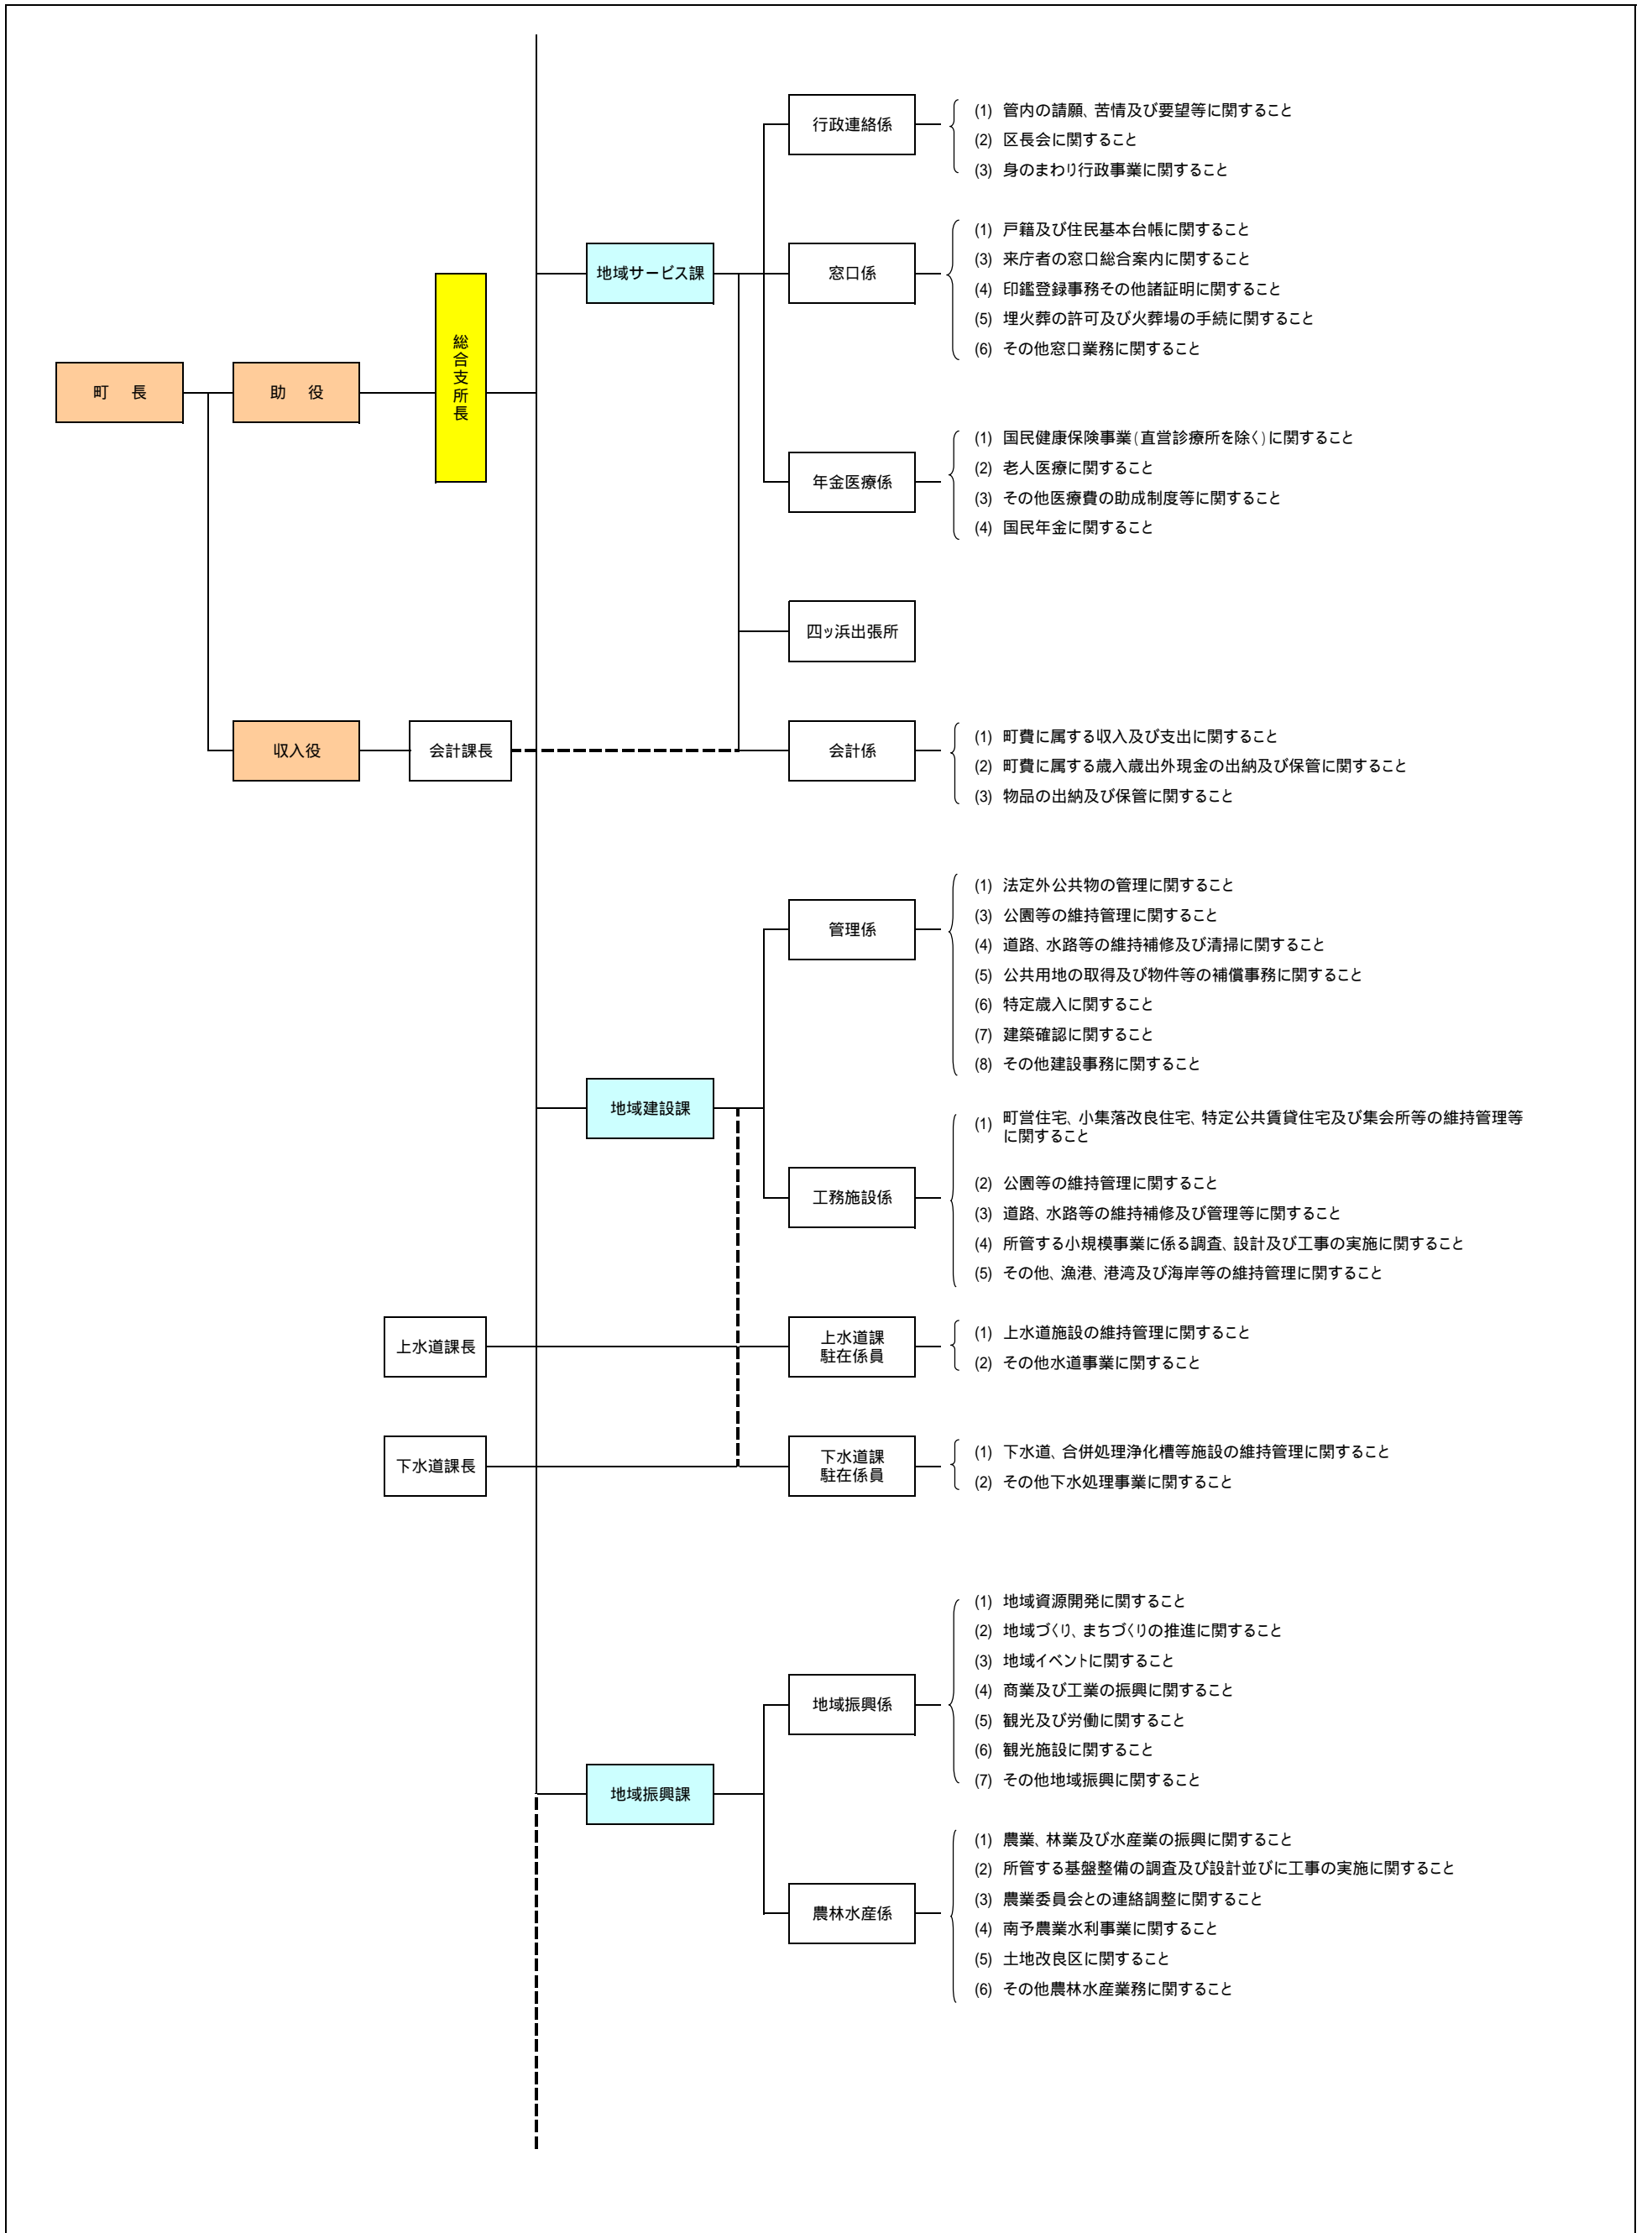 行政連絡係
(1) 管内の請願、苦情及び要望等に関すること
(2) 区長会に関すること
(3) 身のまわり行政事業に関すること
地域サービス課
窓口係
(1) 戸籍及び住民基本台帳に関すること
(3) 来庁者の窓口総合案内に関すること
(4) 印鑑登録事務その他諸証明に関すること
(5) 埋火葬の許可及び火葬場の手続に関すること
(6) その他窓口業務に関すること
町 長
助 役
総合支所長
年金医療係
(1) 国民健康保険事業(直営診療所を除く)に関すること
(2) 老人医療に関すること
(3) その他医療費の助成制度等に関すること
(4) 国民年金に関すること
四ッ浜出張所
収入役
会計課長
会計係
(1) 町費に属する収入及び支出に関すること
(2) 町費に属する歳入歳出外現金の出納及び保管に関すること
(3) 物品の出納及び保管に関すること
管理係
(1) 法定外公共物の管理に関すること
(3) 公園等の維持管理に関すること
(4) 道路、水路等の維持補修及び清掃に関すること
(5) 公共用地の取得及び物件等の補償事務に関すること
(6) 特定歳入に関すること
(7) 建築確認に関すること
(8) その他建設事務に関すること
地域建設課
工務施設係
(1) 町営住宅、小集落改良住宅、特定公共賃貸住宅及び集会所等の維持管理等
に関すること
(2) 公園等の維持管理に関すること
(3) 道路、水路等の維持補修及び管理等に関すること
(4) 所管する小規模事業に係る調査、設計及び工事の実施に関すること
(5) その他、漁港、港湾及び海岸等の維持管理に関すること
上水道課長
上水道課
駐在係員
(1) 上水道施設の維持管理に関すること
(2) その他水道事業に関すること
下水道課長
下水道課
駐在係員
(1) 下水道、合併処理浄化槽等施設の維持管理に関すること
(2) その他下水処理事業に関すること
地域振興係
(1) 地域資源開発に関すること
(2) 地域づくり、まちづくりの推進に関すること
(3) 地域イベントに関すること
(4) 商業及び工業の振興に関すること
(5) 観光及び労働に関すること
(6) 観光施設に関すること
(7) その他地域振興に関すること
地域振興課
農林水産係
(1) 農業、林業及び水産業の振興に関すること
(2) 所管する基盤整備の調査及び設計並びに工事の実施に関すること
(3) 農業委員会との連絡調整に関すること
(4) 南予農業水利事業に関すること
(5) 土地改良区に関すること
(6) その他農林水産業務に関すること